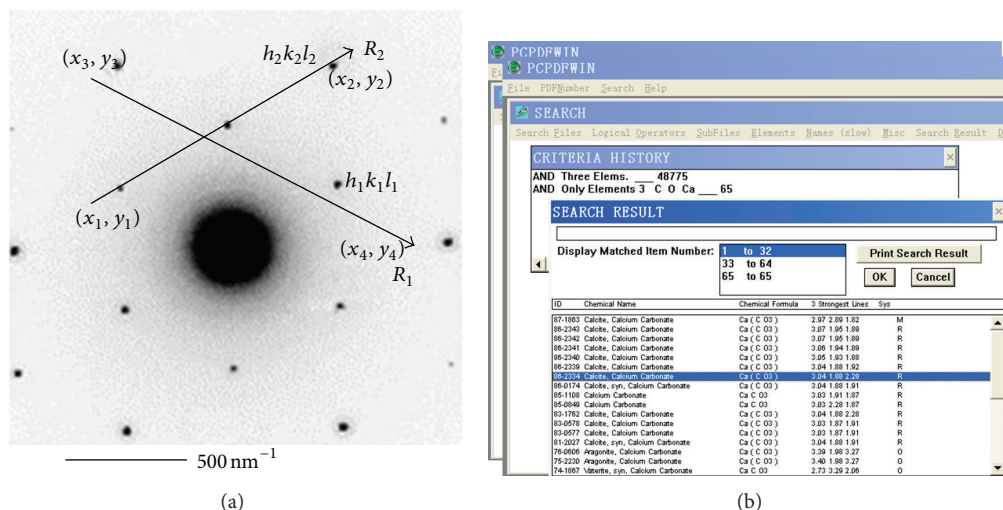 (x₃, y₃)
h₂k₂l₂
R₂
(x₂, y₂)
h₁k₁l₁
(x₁, y₁)
(x₄, y₄)
R₁
500 nm⁻¹
(a)
PCPDFWIN
PCPDFWIN
File PDFNumber Search Help
SEARCH
Search Files Logical Operators SubFiles Elements Names (slow) Misc Search Result D
CRITERIA HISTORY
AND Three Elems. ___ 48775
AND Only Elements 3 C O Ca ___ 65
SEARCH RESULT
Display Matched Item Number:
1 to 32
33 to 64
65 to 65
Print Search Result
OK Cancel
ID Chemical Name Chemical Formula 3 Strongest Lines Sys
87-1863 Calcite, Calcium Carbonate Ca ( C O3 ) 2.97 2.89 1.82 M
86-2343 Calcite, Calcium Carbonate Ca ( C O3 ) 3.07 1.95 1.89 R
86-2342 Calcite, Calcium Carbonate Ca ( C O3 ) 3.07 1.95 1.89 R
86-2341 Calcite, Calcium Carbonate Ca ( C O3 ) 3.06 1.94 1.89 R
86-2340 Calcite, Calcium Carbonate Ca ( C O3 ) 3.05 1.93 1.88 R
86-2339 Calcite, Calcium Carbonate Ca ( C O3 ) 3.04 1.88 1.92 R
86-2334 Calcite, Calcium Carbonate Ca ( C O3 ) 3.04 1.88 2.28 R
86-0174 Calcite, syn, Calcium Carbonate Ca ( C O3 ) 3.04 1.88 1.91 R
85-1108 Calcium Carbonate Ca C O3 3.03 1.91 1.87 R
85-0849 Calcium Carbonate Ca C O3 3.03 2.28 1.87 R
83-1762 Calcite, Calcium Carbonate Ca ( C O3 ) 3.04 1.88 2.28 R
83-0578 Calcite, Calcium Carbonate Ca ( C O3 ) 3.03 1.87 1.91 R
83-0577 Calcite, Calcium Carbonate Ca ( C O3 ) 3.03 1.87 1.91 R
81-2027 Calcite, syn, Calcium Carbonate Ca ( C O3 ) 3.04 1.88 1.91 R
76-0606 Aragonite, Calcium Carbonate Ca ( C O3 ) 3.39 1.98 3.27 O
75-2230 Aragonite, Calcium Carbonate Ca ( C O3 ) 3.40 1.98 3.27 O
74-1867 Vaterite, syn, Calcium Carbonate Ca C O3 2.73 3.29 2.06 O
(b)